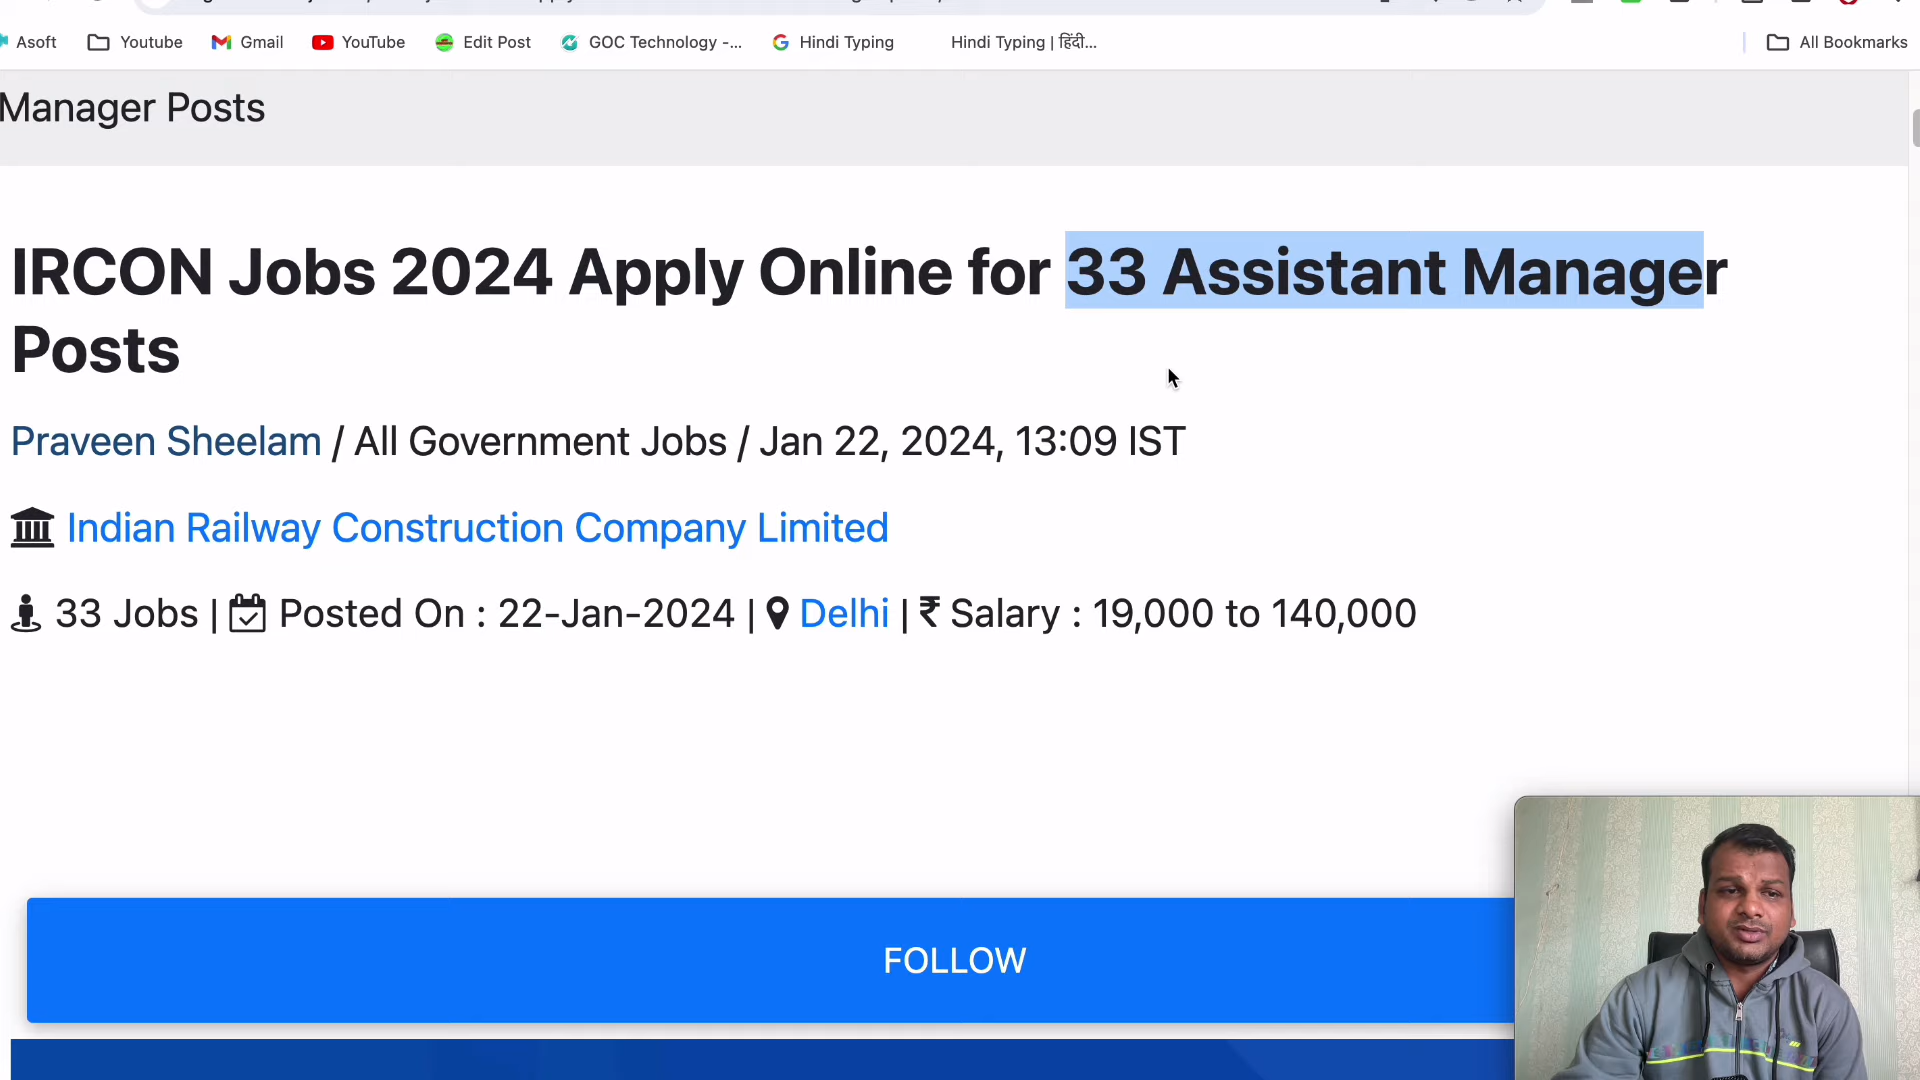 Asoft Youtube Gmail YouTube Edit Post GOC Technology -... Hindi Typing Hindi Typing | हिंदी... All Bookmarks
Manager Posts
IRCON Jobs 2024 Apply Online for 33 Assistant Manager
Posts
Praveen Sheelam / All Government Jobs / Jan 22, 2024, 13:09 IST
Indian Railway Construction Company Limited
33 Jobs | Posted On : 22-Jan-2024 | Delhi | ₹ Salary : 19,000 to 140,000
FOLLOW